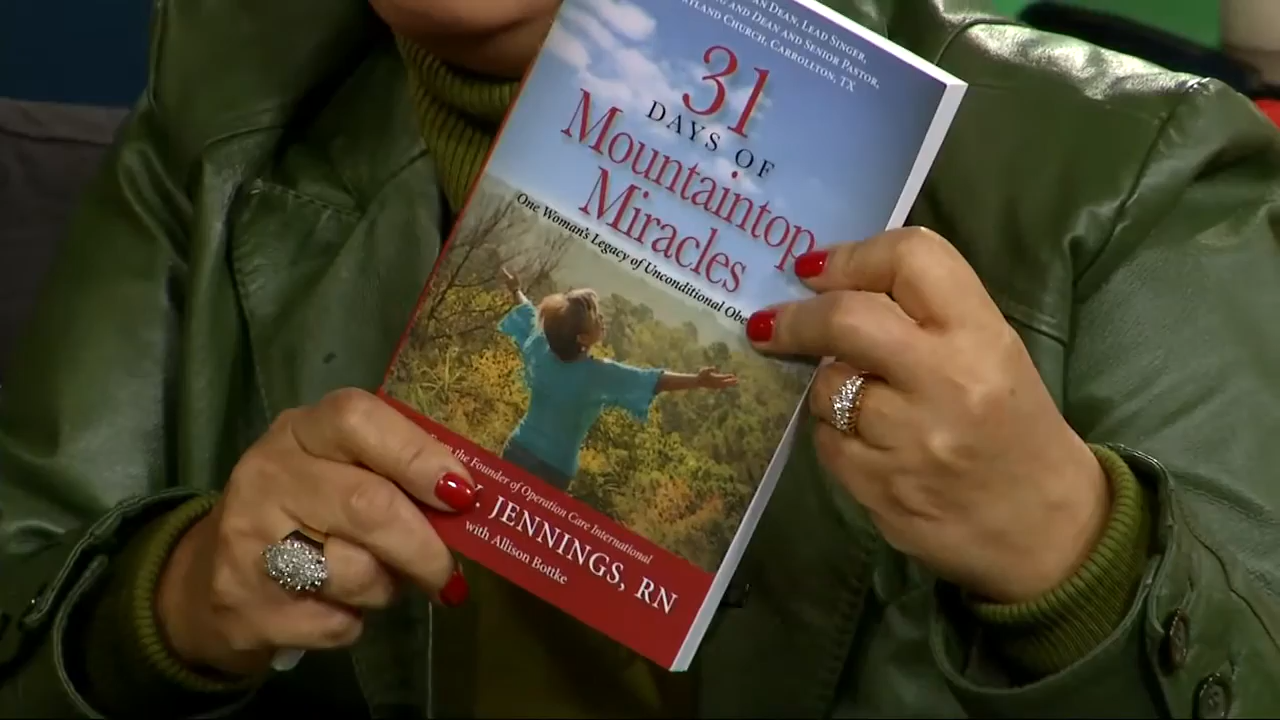 DEAN, LEAD SINGER,
AND DEAN AND SENIOR PASTOR,
CHURCH, CARROLLTON, TX
31
DAYS OF
Mountaintop
Miracles
One Woman's Legacy of Unconditional
the Founder of Operation Care International
JENNINGS, RN
with Allison Bottke